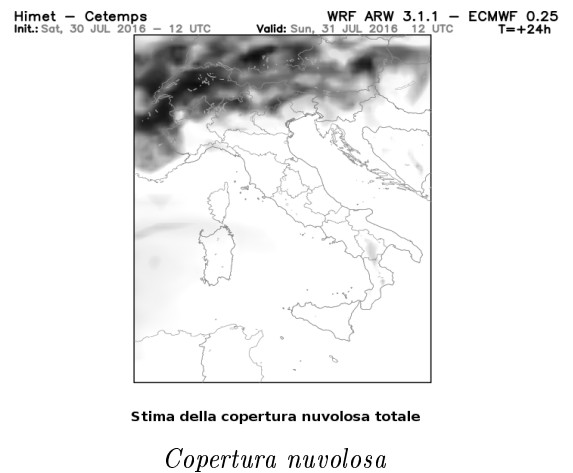 Himet – Cetemps WRF ARW 3.1.1 – ECMWF 0.25
Init.: Sat, 30 JUL 2016 – 12 UTC Valid: Sun, 31 JUL 2016 12 UTC T=+24h
Stima della copertura nuvolosa totale
Copertura nuvolosa